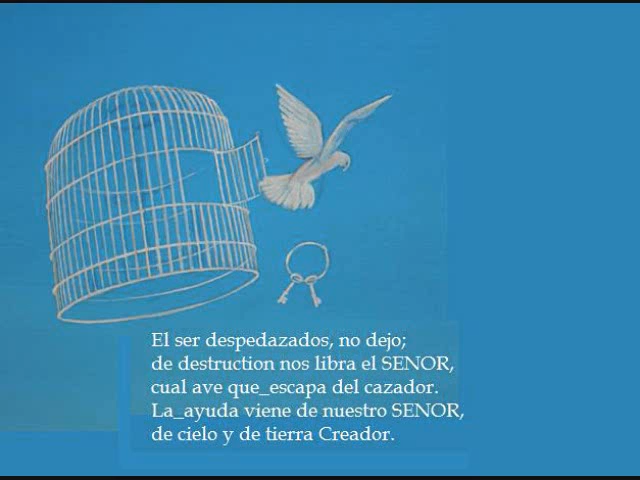 El ser despedazados, no dejo;
de destruction nos libra el SENOR,
cual ave que_escapa del cazador.
La_ayuda viene de nuestro SENOR,
de cielo y de tierra Creador.